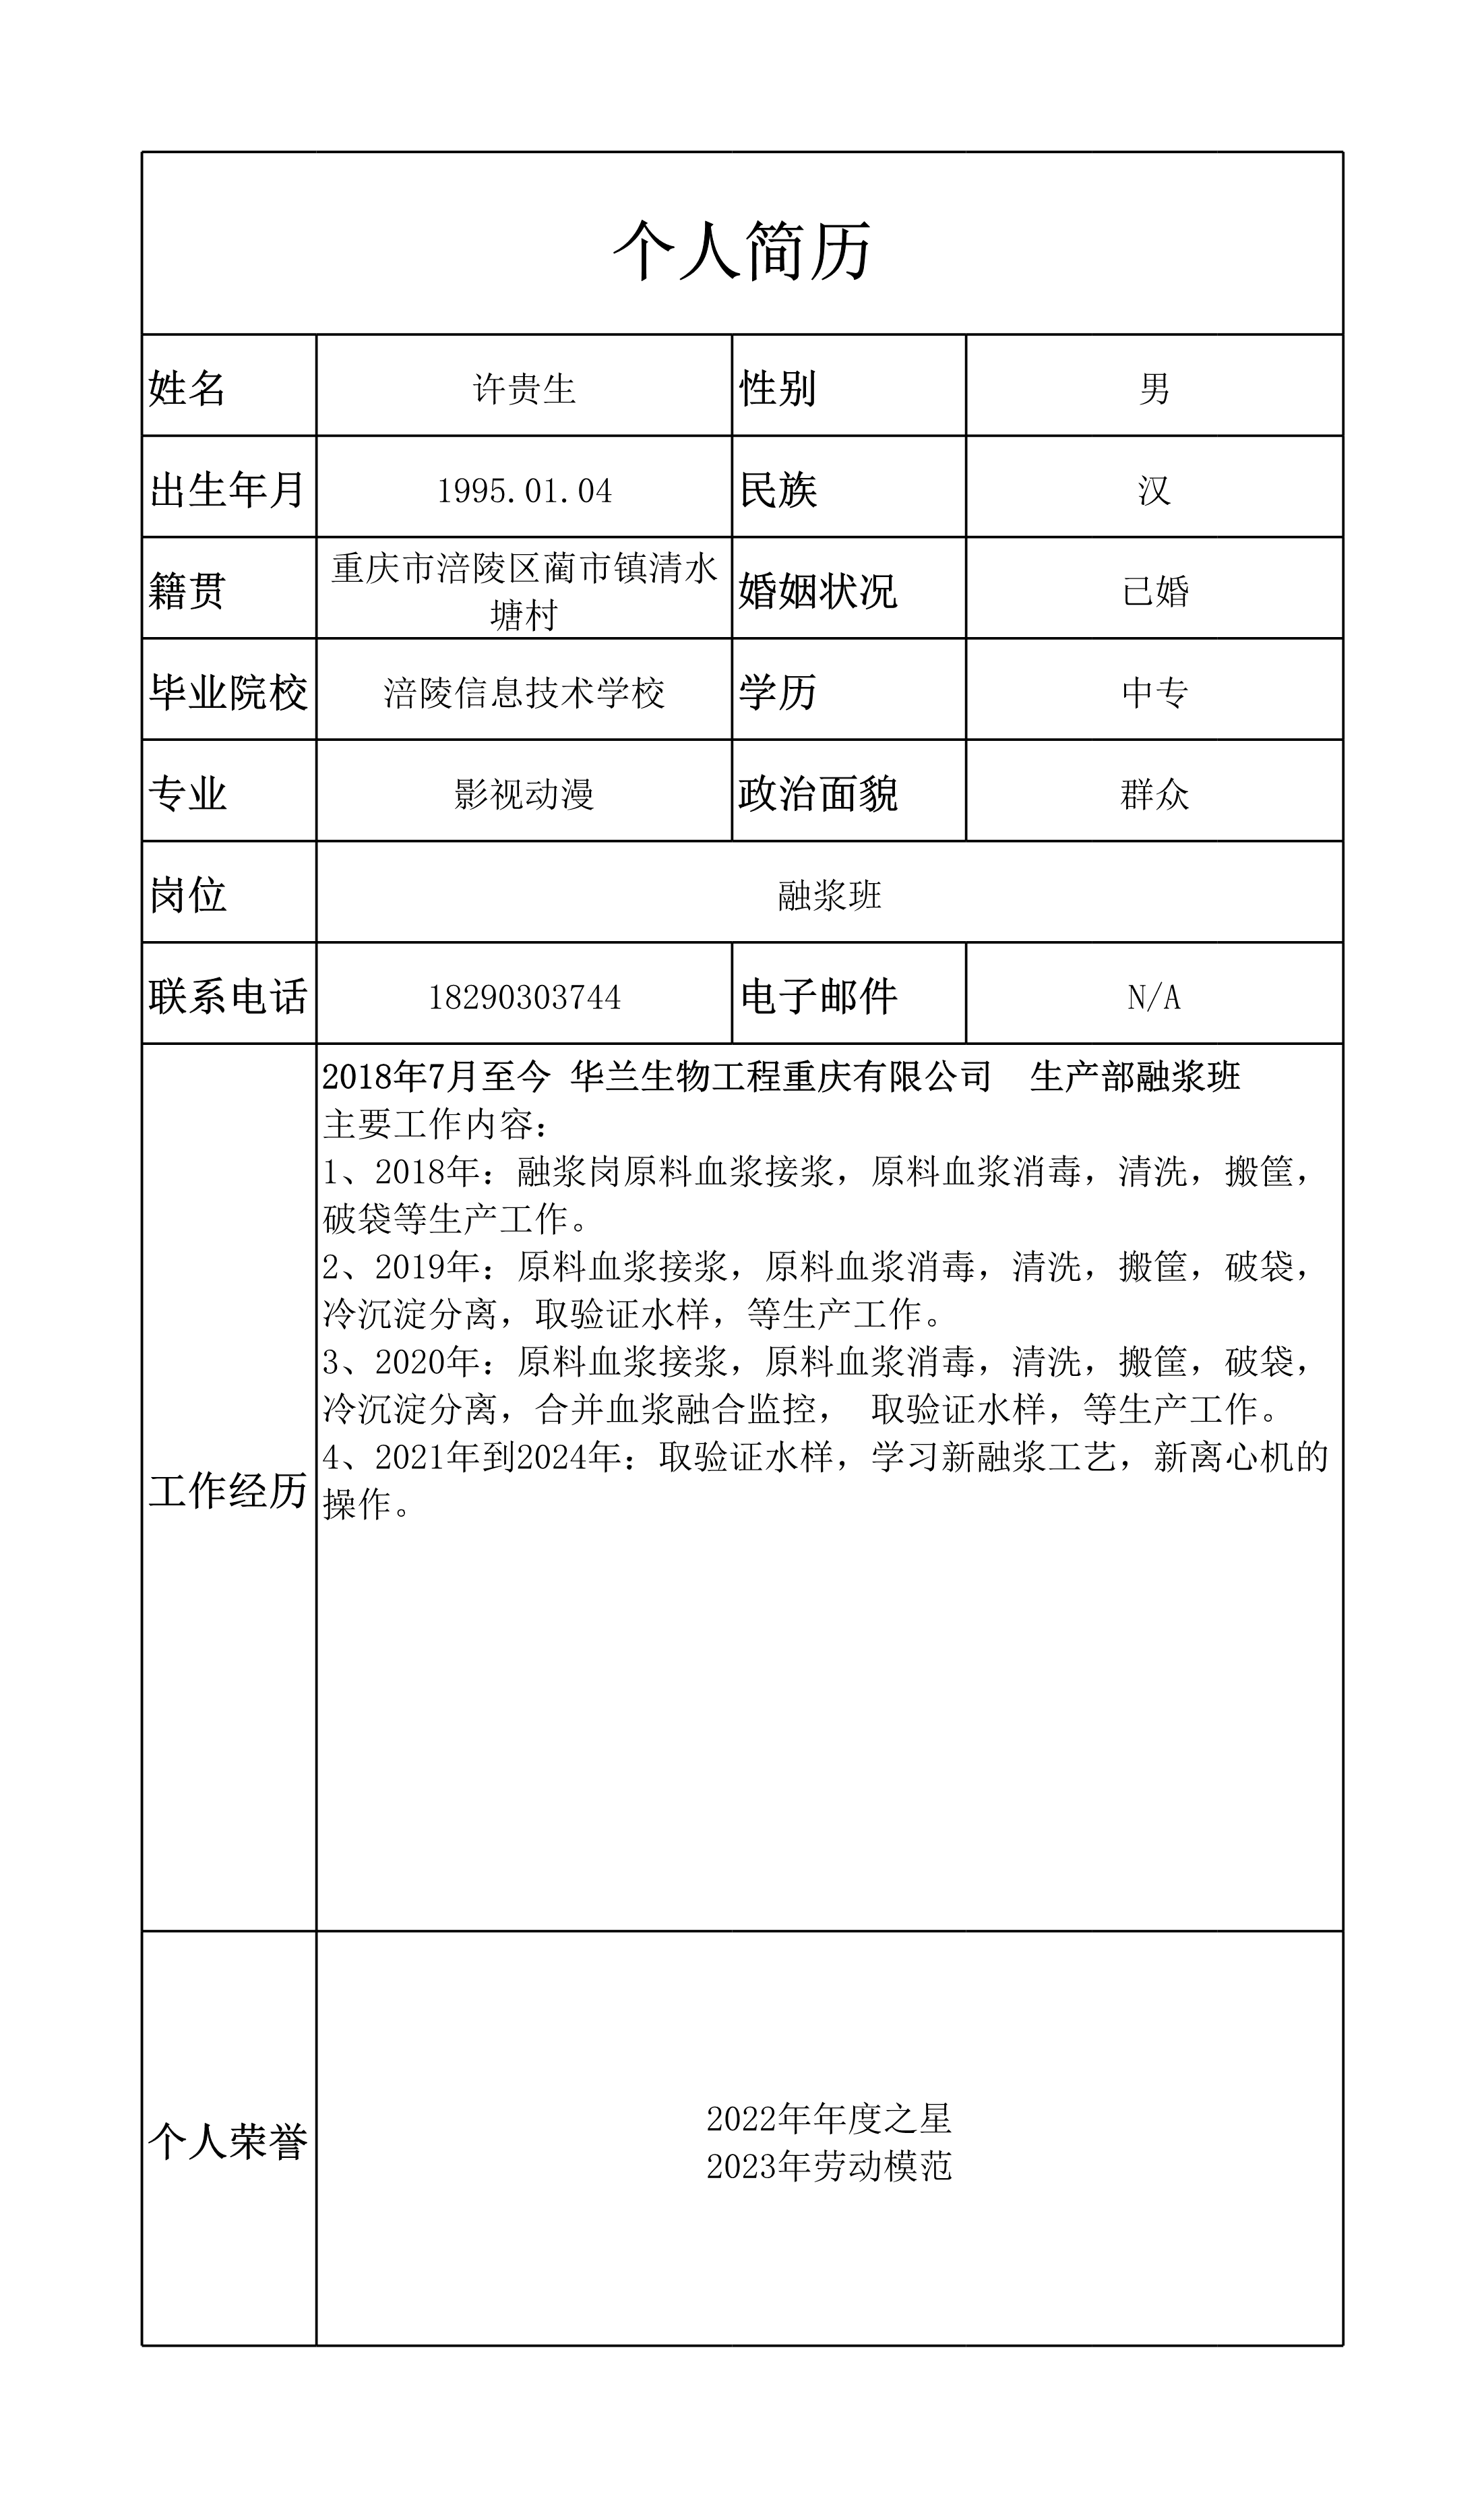 个人简历
姓名 许贵生 性别 男
出生年月 1995.01.04 民族 汉
籍贯 重庆市涪陵区蔺市镇清水
塘村 婚姻状况 已婚
毕业院校 涪陵信息技术学校 学历 中专
专业 影视动漫 政治面貌 群众
岗位 融浆班
联系电话 18290303744 电子邮件 N/A
工作经历
2018年7月至今 华兰生物工程重庆有限公司  生产部融浆班
主要工作内容：
1、2018年：融浆岗原料血浆接浆，原料血浆消毒，清洗，搬筐，
破袋等生产工作。
2、2019年：原料血浆接浆，原料血浆消毒，清洗，搬筐，破袋，
冷沉淀分离，取验证水样，等生产工作。
3、2020年：原料血浆接浆，原料血浆消毒，清洗，搬筐，破袋，
冷沉淀分离，合并血浆融合监控， 取验证水样，等生产工作。
4、2021年到2024年：取验证水样，学习新融浆工艺，新离心机的
操作。
个人荣誉
2022年年度之星
2023年劳动模范